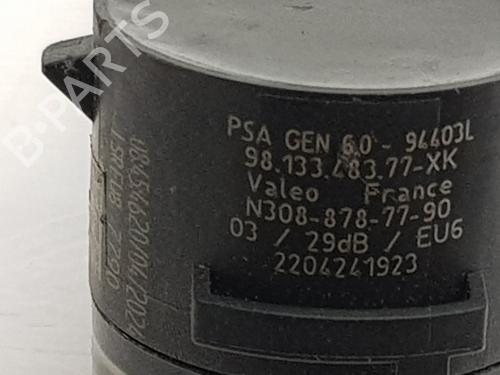 PSA GEN 6.0 - 94403L
98.133.483.77-XK
Valeo France
N308-878-77-90
03 / 29dB / EU6
2204241923
B-Parts